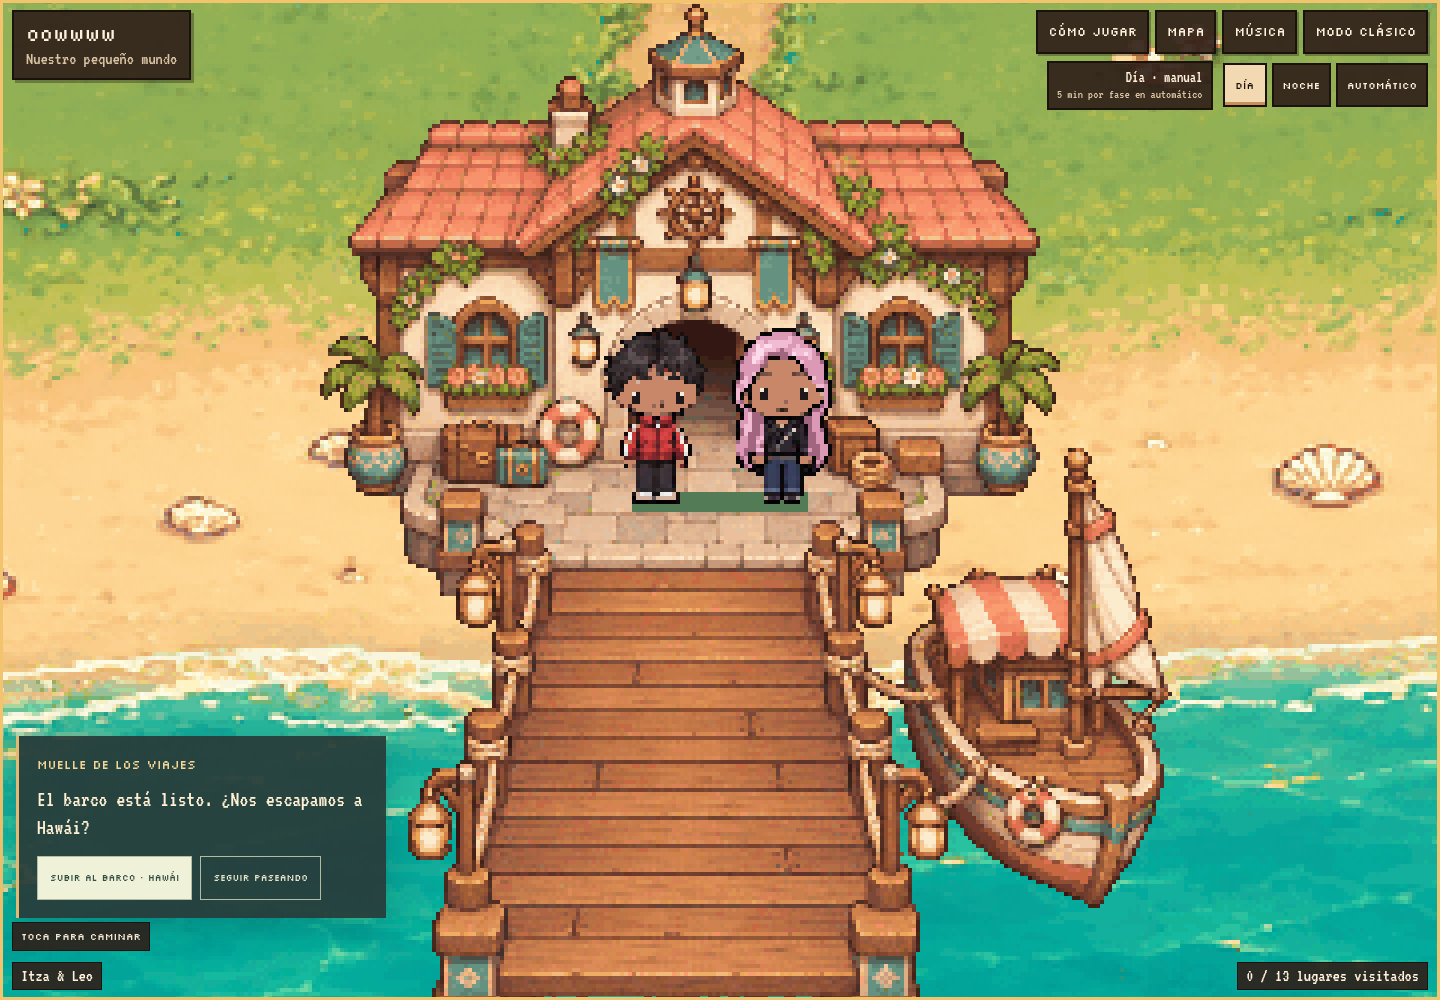 oowwww
Nuestro pequeño mundo
CÓMO JUGAR
MAPA
MÚSICA
MODO CLÁSICO
Día · manual
5 min por fase en automático
DÍA
NOCHE
AUTOMÁTICO
MUELLE DE LOS VIAJES
El barco está listo. ¿Nos escapamos a
Hawái?
SUBIR AL BARCO · HAWÁI
SEGUIR PASEANDO
TOCA PARA CAMINAR
Itza & Leo
0 / 13 lugares visitados